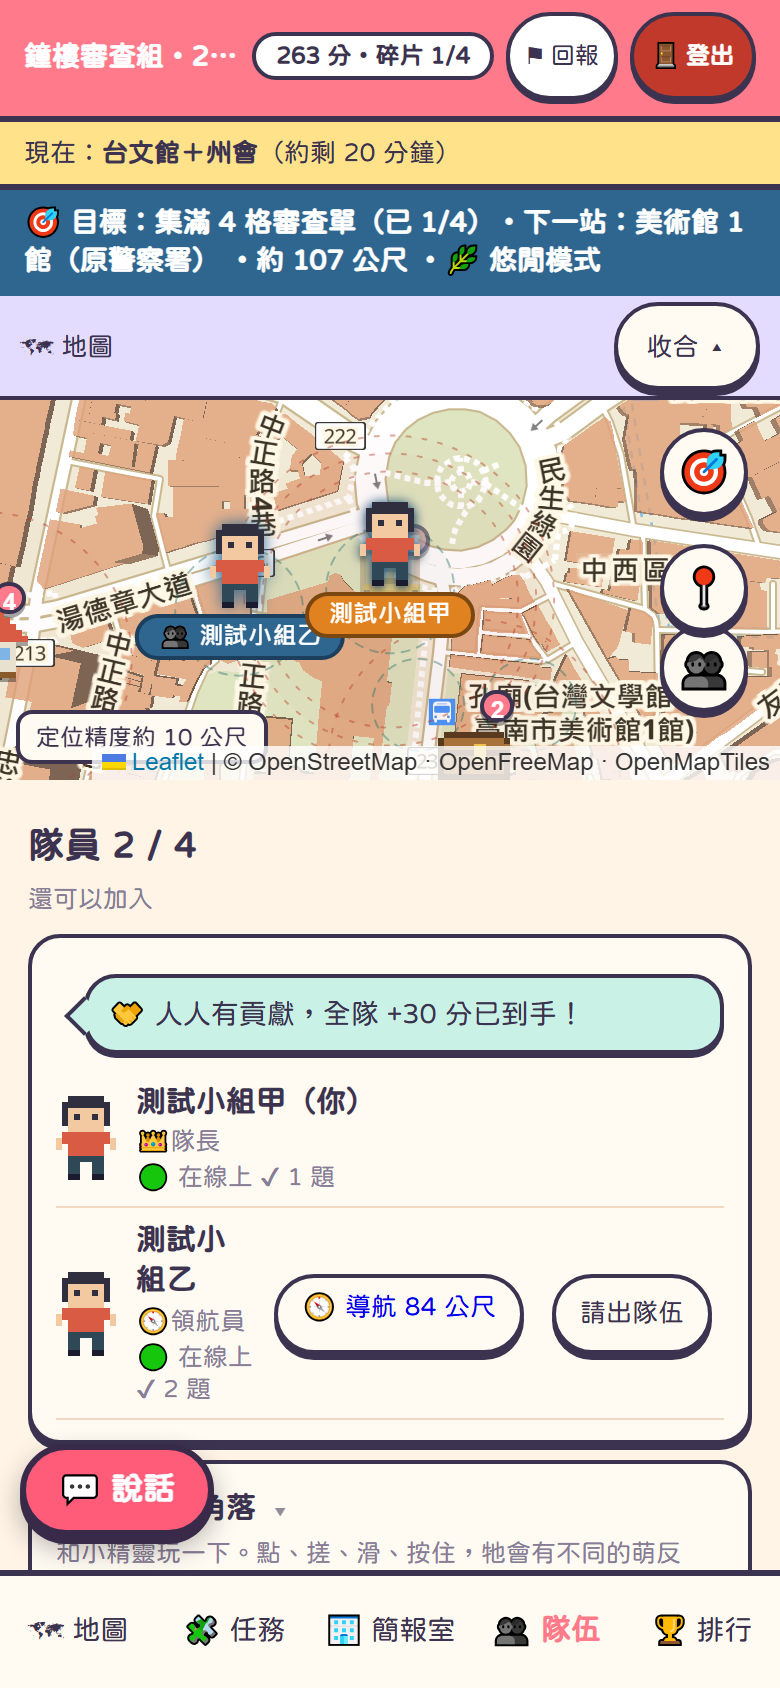 鐘樓審查組・2…
263 分・碎片 1/4
回報
登出
現在：台文館＋州會（約剩 20 分鐘）
目標：集滿 4 格審查單（已 1/4）・下一站：美術館 1
館（原警察署）・約 107 公尺・悠閒模式
地圖
收合
222
中正路4巷
民生綠園
中西區
湯德章大道
測試小組甲
測試小組乙
4
213
中正路
正路
孔廟(台灣文學館
臺南市美術館1館)
2
友
忠
定位精度約 10 公尺
Leaflet | © OpenStreetMap · OpenFreeMap · OpenMapTiles
隊員 2 / 4
還可以加入
人人有貢獻，全隊 +30 分已到手！
測試小組甲（你）
隊長
在線上 ✓ 1 題
測試小
組乙
領航員
在線上
✓ 2 題
導航 84 公尺
請出隊伍
說話
角落
和小精靈玩一下。點、搓、滑、按住，牠會有不同的萌反
地圖
任務
簡報室
隊伍
排行